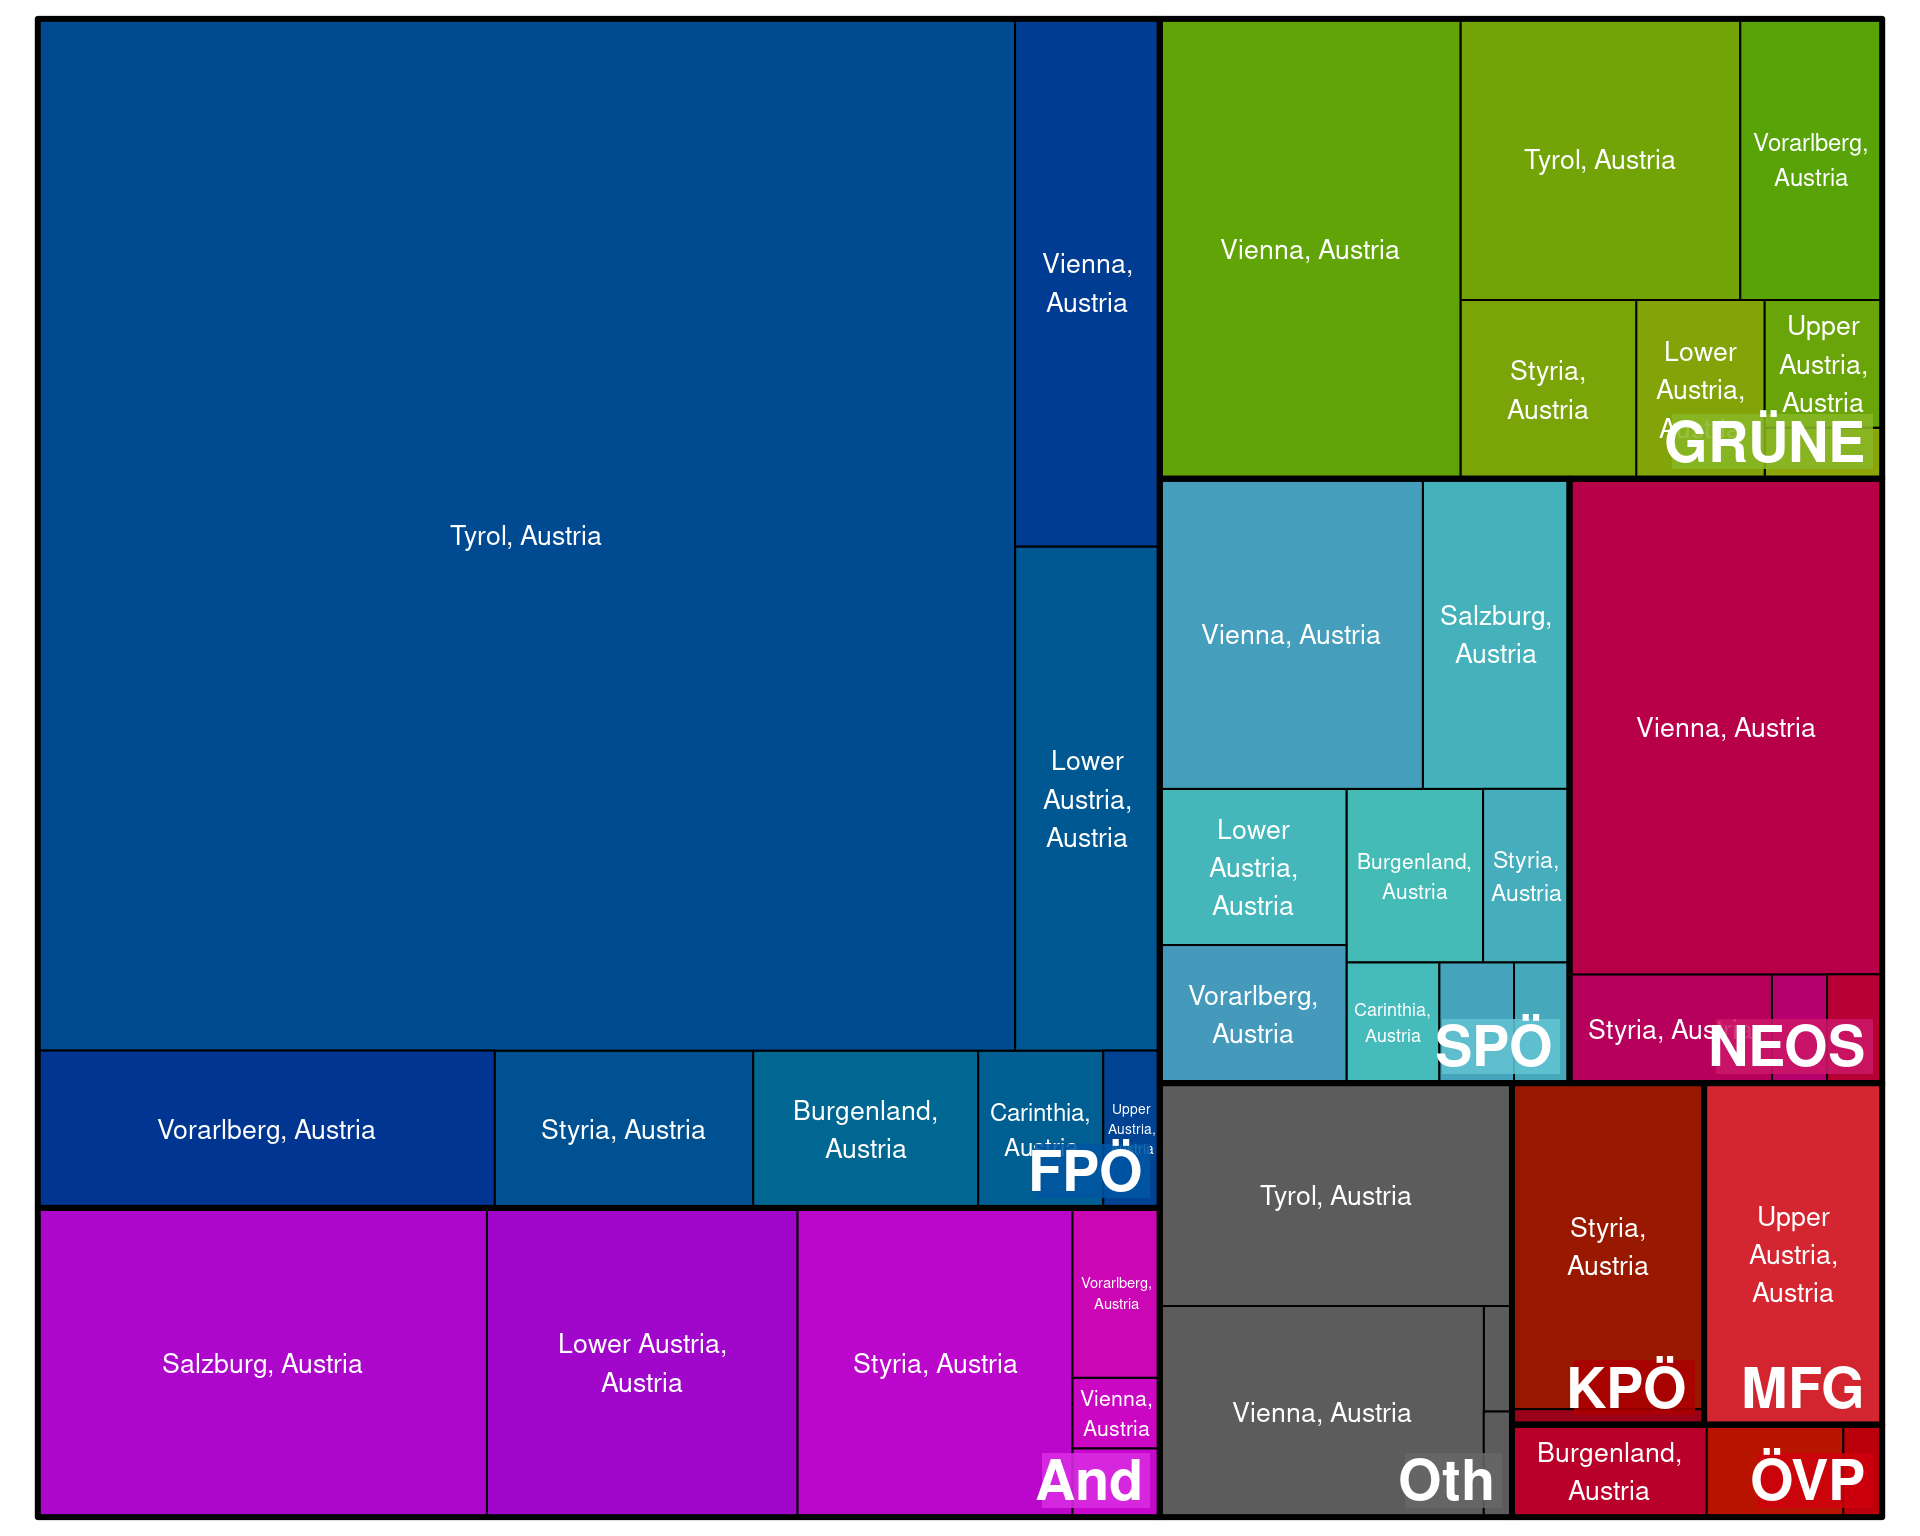 Tyrol, Austria
Vienna,
Austria
Lower
Austria,
Austria
Vorarlberg, Austria
Styria, Austria
Burgenland,
Austria
Carinthia,
Austria
Upper
Austria,
FPÖ
Salzburg, Austria
Lower Austria,
Austria
Styria, Austria
Vorarlberg,
Austria
Vienna,
Austria
And
Vienna, Austria
Tyrol, Austria
Vorarlberg,
Austria
Styria,
Austria
Lower
Austria,
Upper
Austria,
Austria
GRÜNE
Vienna, Austria
Salzburg,
Austria
Lower
Austria,
Austria
Burgenland,
Austria
Styria,
Austria
Vorarlberg,
Austria
Carinthia,
Austria
SPÖ
Vienna, Austria
Styria, Austria
NEOS
Tyrol, Austria
Vienna, Austria
Oth
Styria,
Austria
KPÖ
Upper
Austria,
Austria
MFG
Burgenland,
Austria
ÖVP